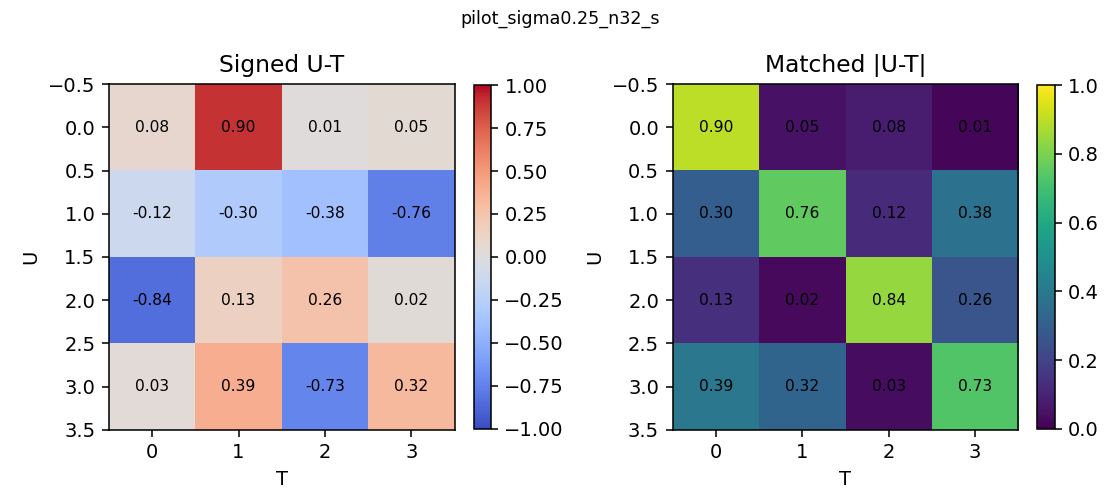 pilot_sigma0.25_n32_s
Signed U-T
Matched |U-T|
−0.5
0.0
0.5
1.0
1.5
2.0
2.5
3.0
3.5
U
0.08 0.90 0.01 0.05
-0.12 -0.30 -0.38 -0.76
-0.84 0.13 0.26 0.02
0.03 0.39 -0.73 0.32
0 1 2 3
T
1.00
0.75
0.50
0.25
0.00
−0.25
−0.50
−0.75
−1.00
−0.5
0.0
0.5
1.0
1.5
2.0
2.5
3.0
3.5
U
0.90 0.05 0.08 0.01
0.30 0.76 0.12 0.38
0.13 0.02 0.84 0.26
0.39 0.32 0.03 0.73
0 1 2 3
T
1.0
0.8
0.6
0.4
0.2
0.0